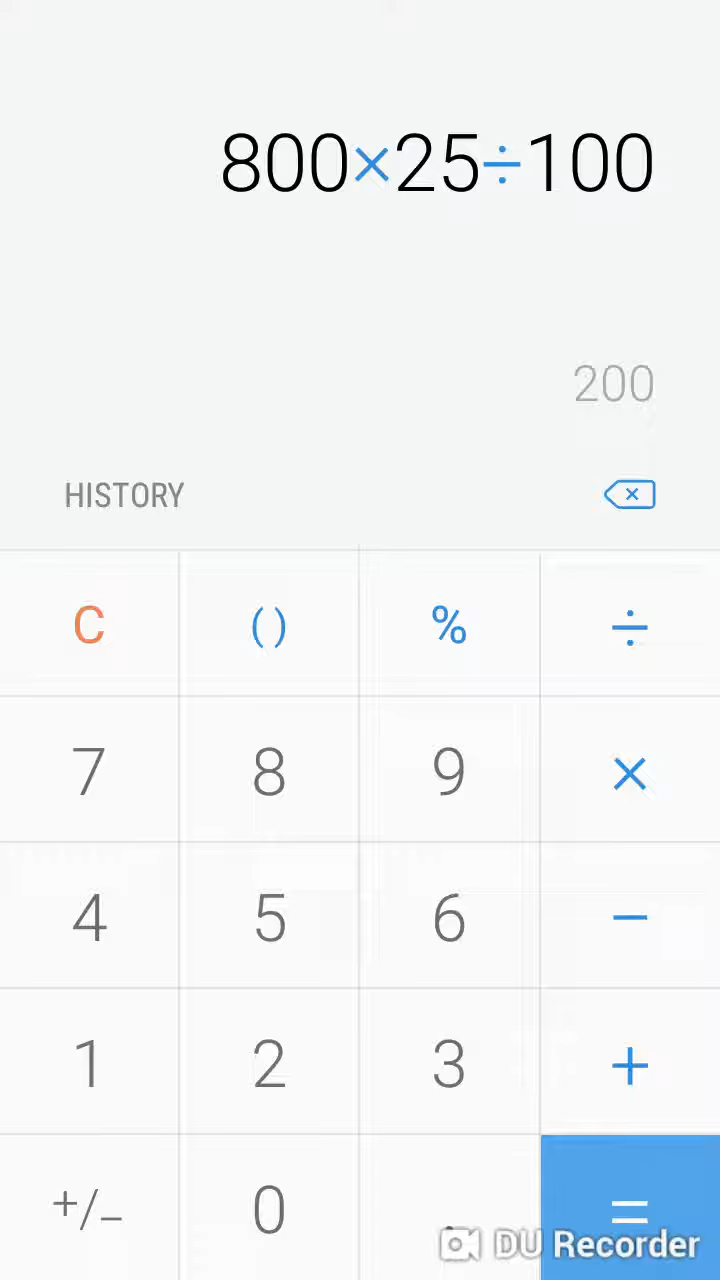 800×25÷100
200
HISTORY
C () % ÷
7 8 9 ×
4 5 6 −
1 2 3 +
+/− 0 . =
DU Recorder